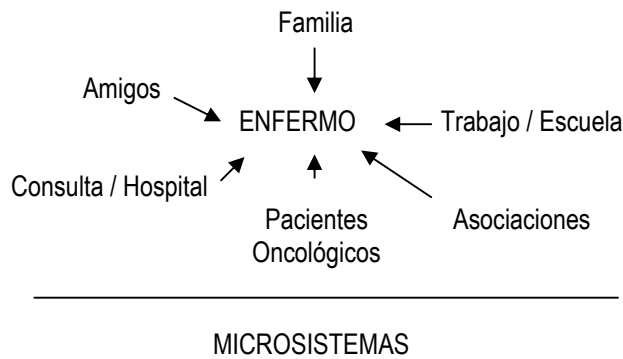 Familia
Amigos
ENFERMO
Trabajo / Escuela
Consulta / Hospital
Pacientes
Oncológicos
Asociaciones
MICROSISTEMAS